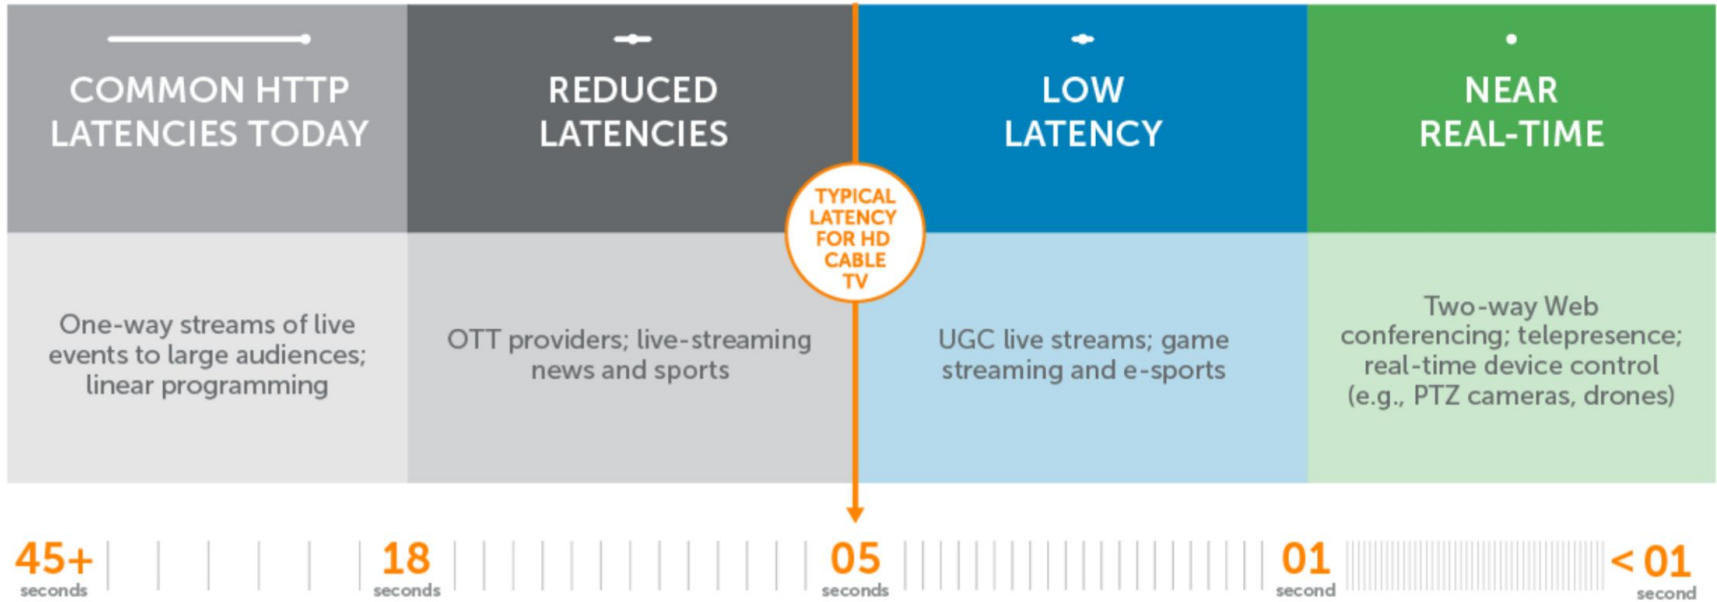 COMMON HTTP
LATENCIES TODAY
REDUCED
LATENCIES
LOW
LATENCY
NEAR
REAL-TIME
TYPICAL
LATENCY
FOR HD
CABLE
TV
One-way streams of live
events to large audiences;
linear programming
OTT providers; live-streaming
news and sports
UGC live streams; game
streaming and e-sports
Two-way Web
conferencing; telepresence;
real-time device control
(e.g., PTZ cameras, drones)
45+
seconds
18
seconds
05
seconds
01
second
< 01
second